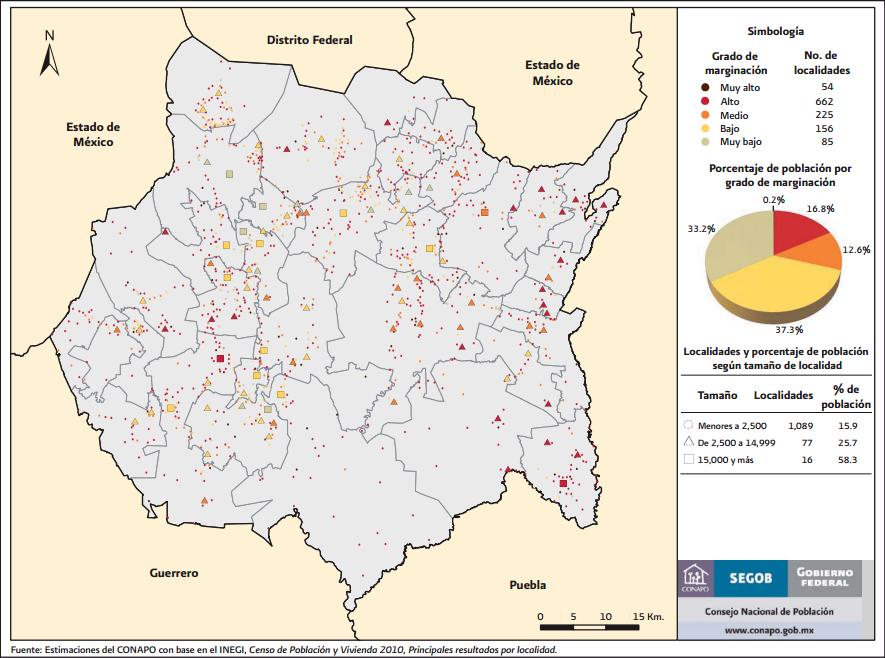 N
Distrito Federal
Estado de
México
Estado de
México
Guerrero
Puebla
0 5 10 15 Km.
Simbología
Grado de marginación No. de localidades
Muy alto 54
Alto 662
Medio 225
Bajo 156
Muy bajo 85
Porcentaje de población por
grado de marginación
0.2%
16.8%
33.2%
12.6%
37.3%
Localidades y porcentaje de población
según tamaño de localidad
Tamaño Localidades % de población
Menores a 2,500 1,089 15.9
De 2,500 a 14,999 77 25.7
15,000 y más 16 58.3
CONAPO
SEGOB
GOBIERNO
FEDERAL
Consejo Nacional de Población
www.conapo.gob.mx
Fuente: Estimaciones del CONAPO con base en el INEGI, Censo de Población y Vivienda 2010, Principales resultados por localidad.